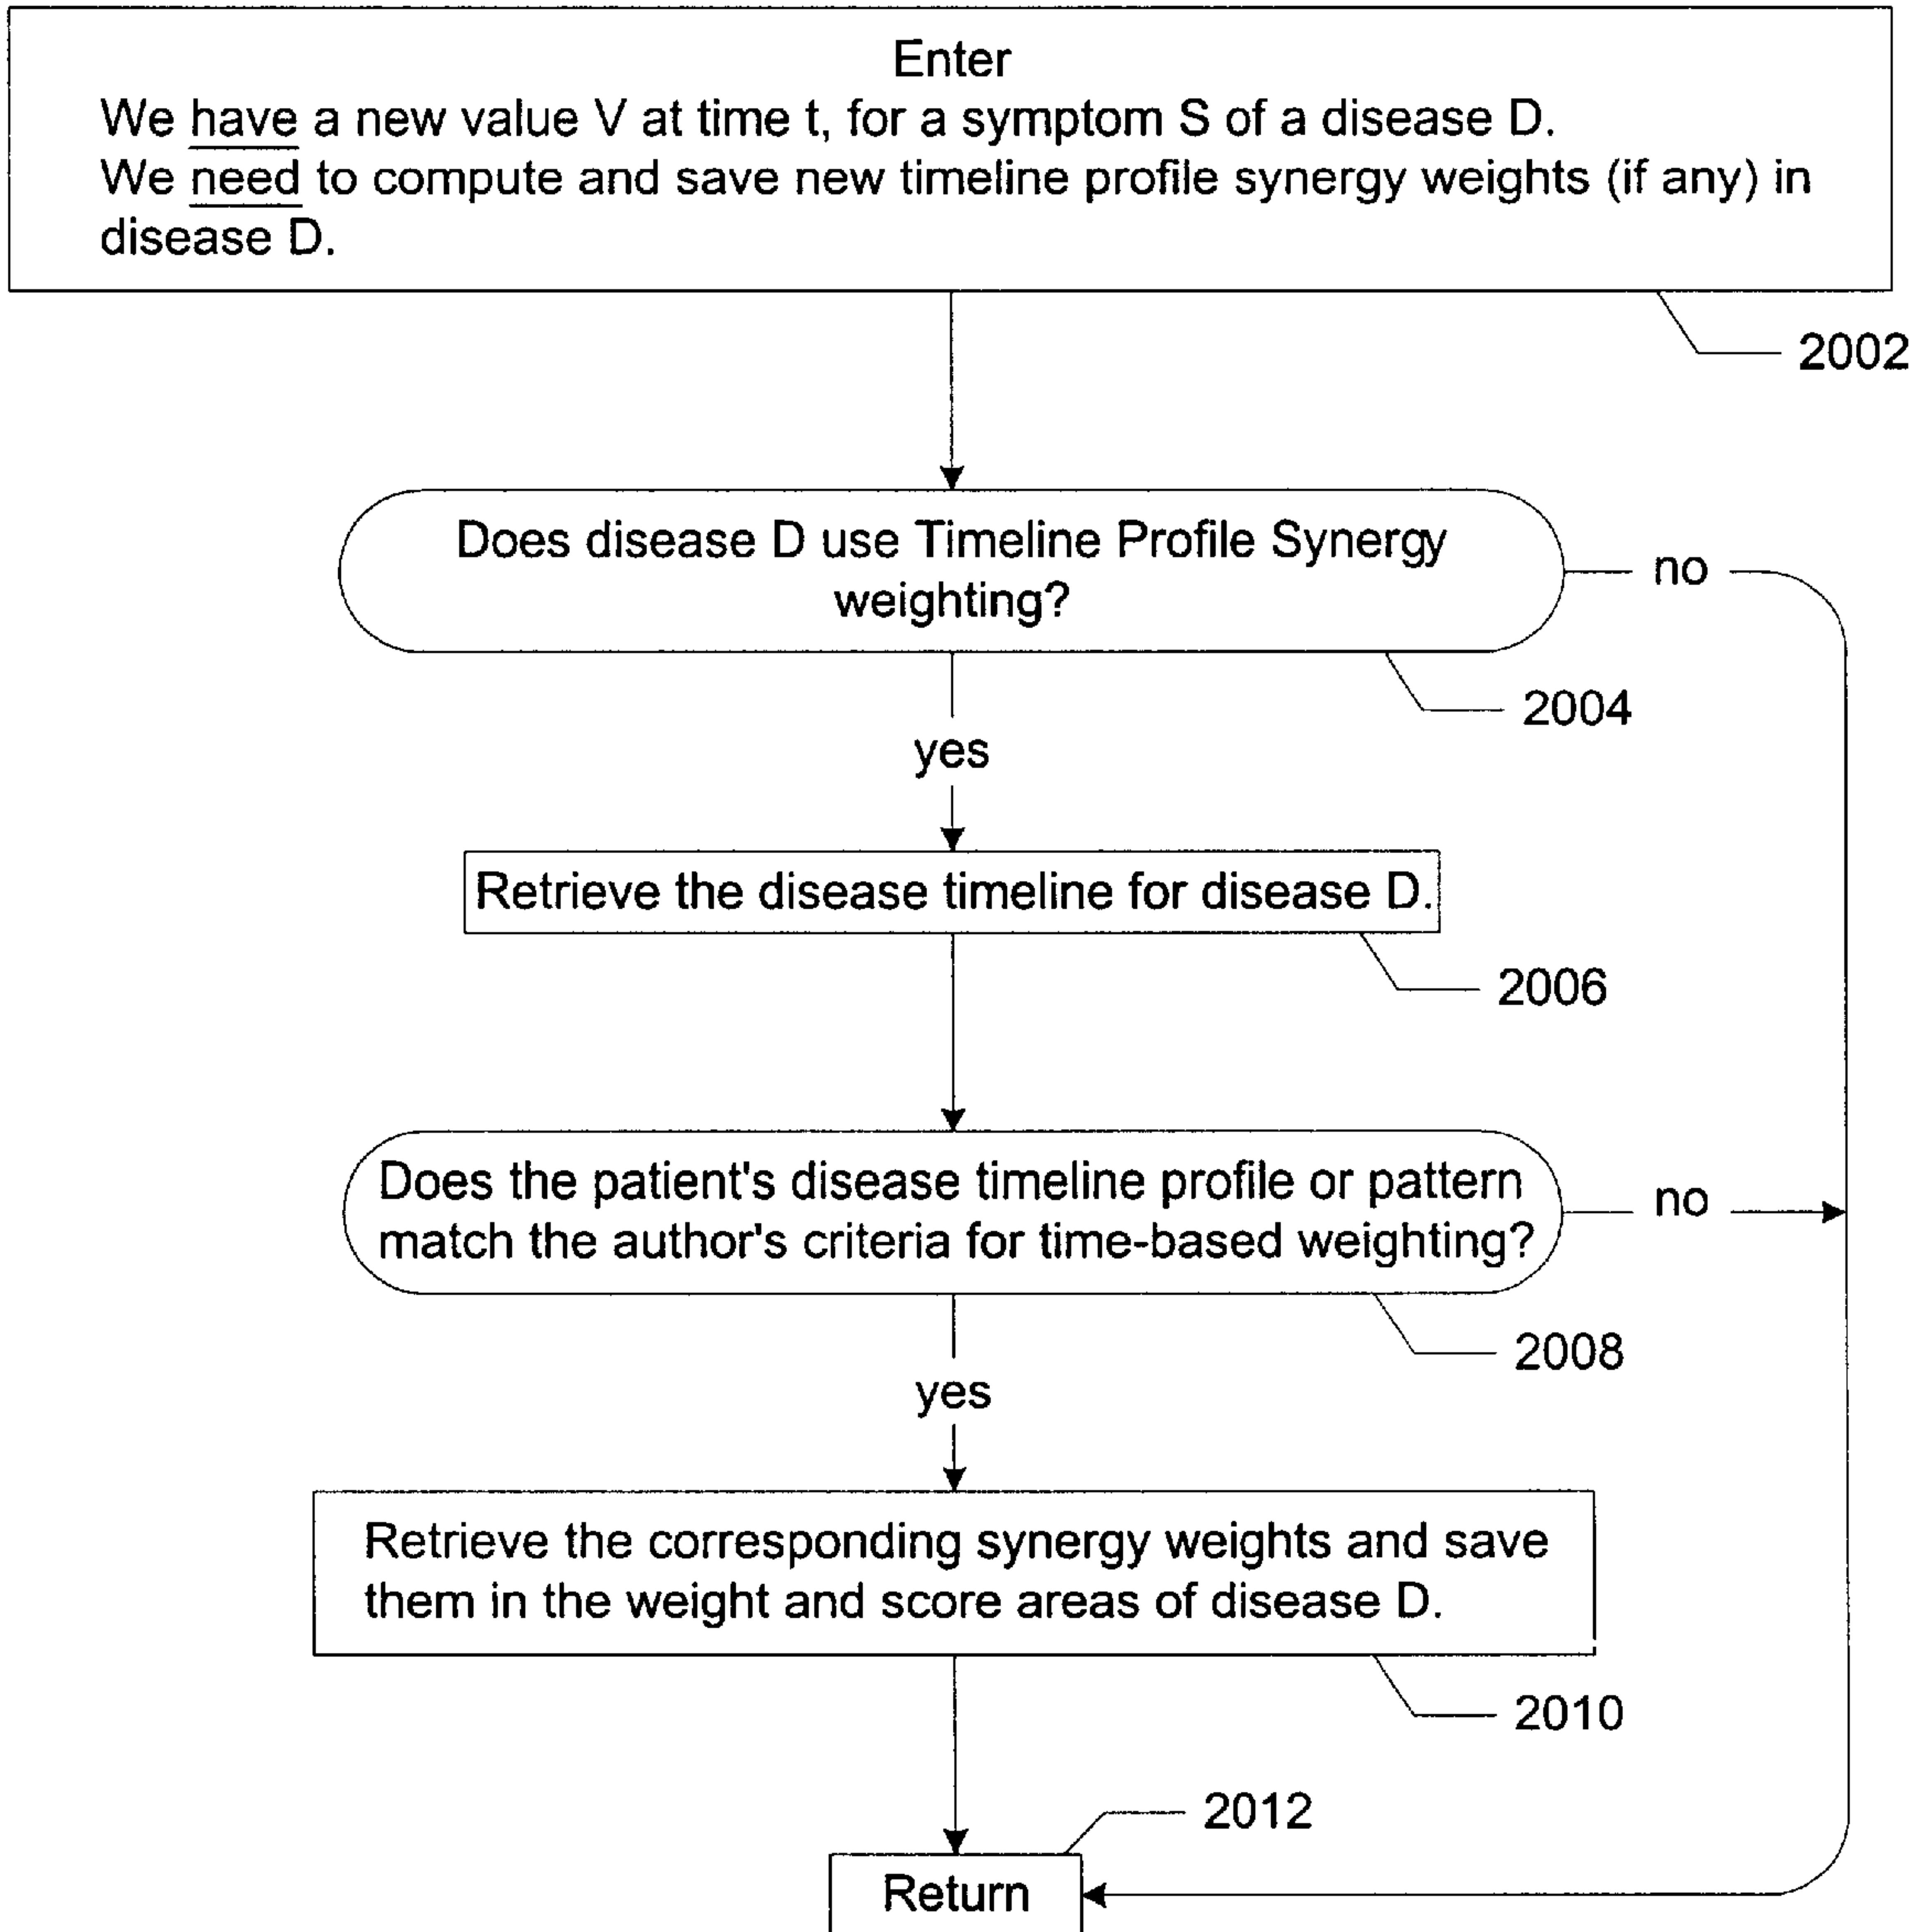 Enter
We have a new value V at time t, for a symptom S of a disease D.
We need to compute and save new timeline profile synergy weights (if any) in
disease D.
2002
Does disease D use Timeline Profile Synergy
weighting?
no
2004
yes
Retrieve the disease timeline for disease D.
2006
Does the patient's disease timeline profile or pattern
match the author's criteria for time-based weighting?
no
2008
yes
Retrieve the corresponding synergy weights and save
them in the weight and score areas of disease D.
2010
2012
Return